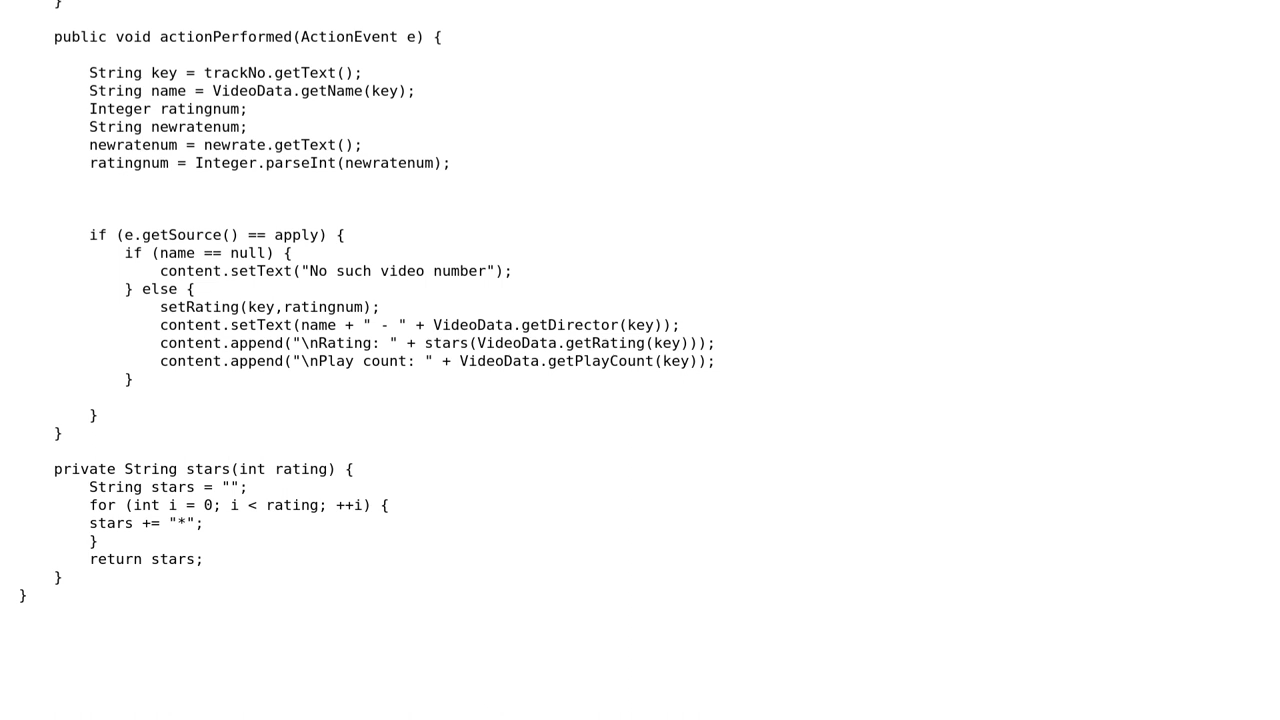 }
public void actionPerformed(ActionEvent e) {
String key = trackNo.getText();
String name = VideoData.getName(key);
Integer ratingnum;
String newratenum;
newratenum = newrate.getText();
ratingnum = Integer.parseInt(newratenum);
if (e.getSource() == apply) {
if (name == null) {
content.setText("No such video number");
} else {
setRating(key,ratingnum);
content.setText(name + " - " + VideoData.getDirector(key));
content.append("\nRating: " + stars(VideoData.getRating(key)));
content.append("\nPlay count: " + VideoData.getPlayCount(key));
}
}
}
private String stars(int rating) {
String stars = "";
for (int i = 0; i < rating; ++i) {
stars += "*";
}
return stars;
}
}